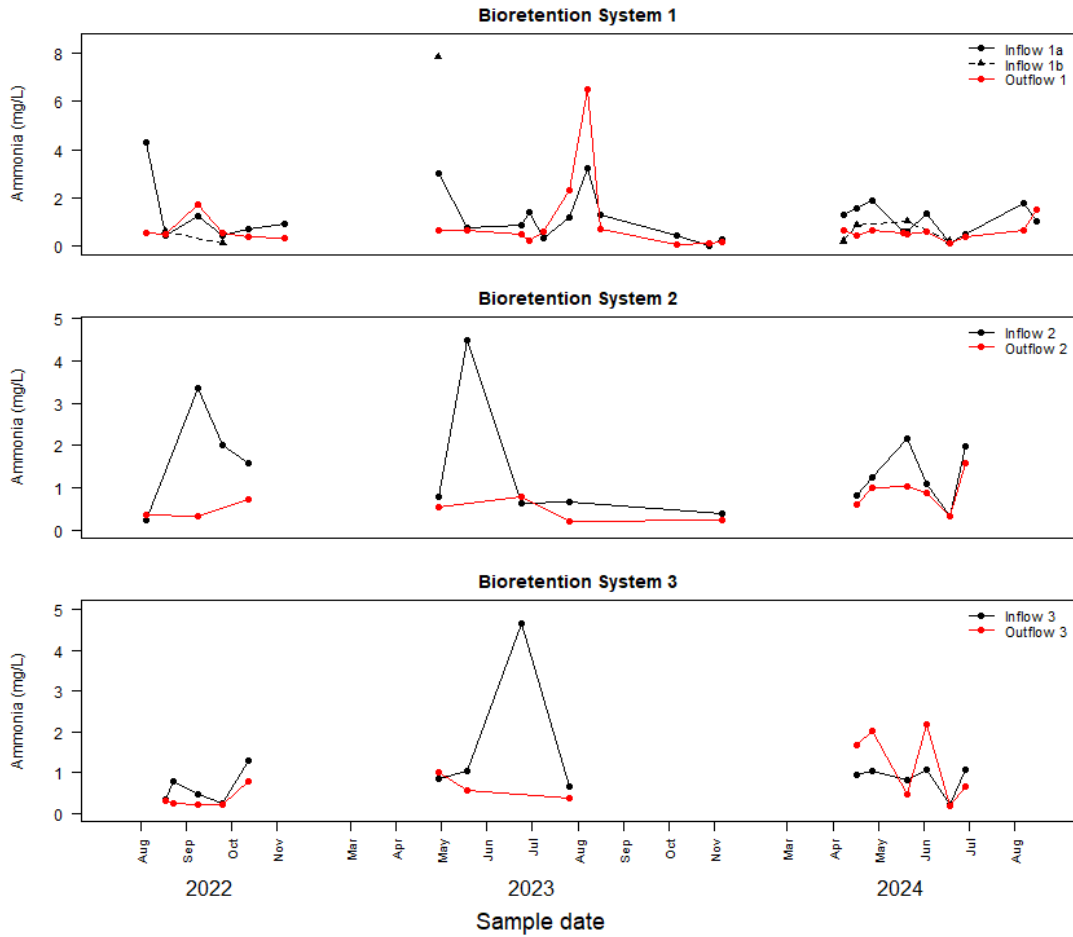 Bioretention System 1
Ammonia (mg/L)
8
6
4
2
0
Inflow 1a
Inflow 1b
Outflow 1
Bioretention System 2
Ammonia (mg/L)
5
4
3
2
1
0
Inflow 2
Outflow 2
Bioretention System 3
Ammonia (mg/L)
5
4
3
2
1
0
Inflow 3
Outflow 3
Aug Sep Oct Nov Mar Apr May Jun Jul Aug Sep Oct Nov Mar Apr May Jun Jul Aug
2022 2023 2024
Sample date